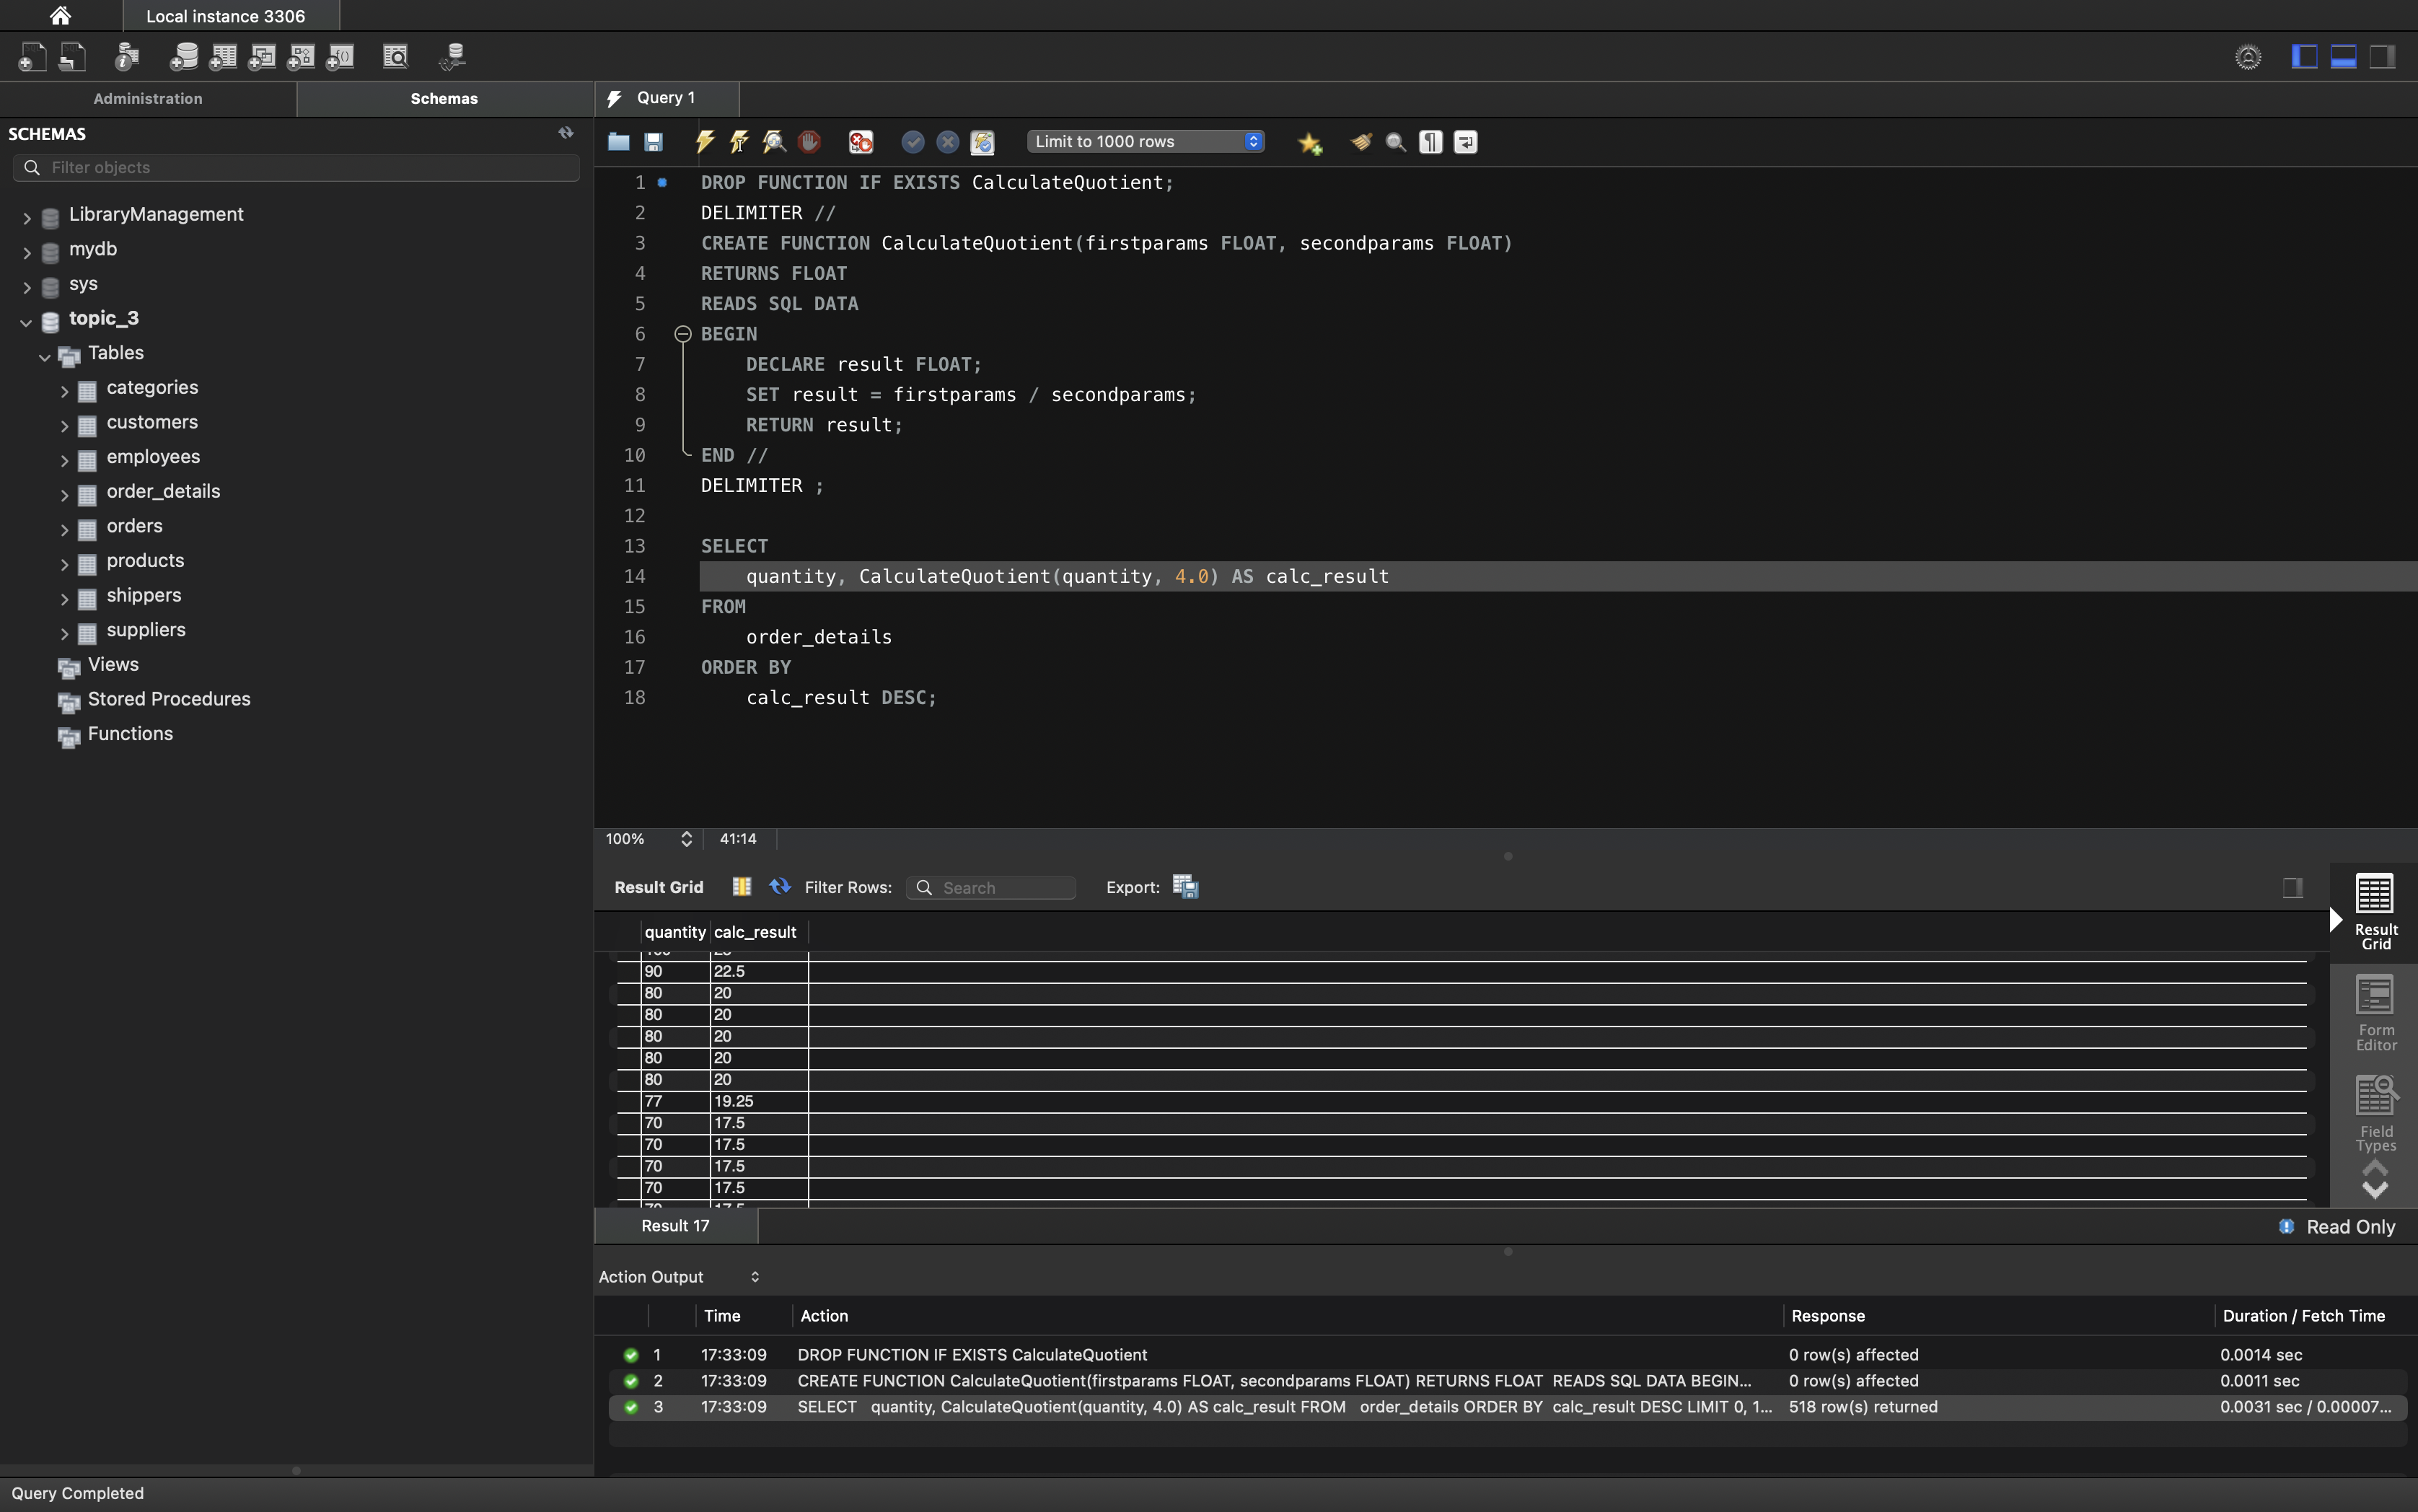 Local instance 3306
Administration
Schemas
Query 1
SCHEMAS
Filter objects
LibraryManagement
mydb
sys
topic_3
Tables
categories
customers
employees
order_details
orders
products
shippers
suppliers
Views
Stored Procedures
Functions
Limit to 1000 rows
1 DROP FUNCTION IF EXISTS CalculateQuotient;
2 DELIMITER //
3 CREATE FUNCTION CalculateQuotient(firstparams FLOAT, secondparams FLOAT)
4 RETURNS FLOAT
5 READS SQL DATA
6 BEGIN
7 DECLARE result FLOAT;
8 SET result = firstparams / secondparams;
9 RETURN result;
10 END //
11 DELIMITER ;
12
13 SELECT
14 quantity, CalculateQuotient(quantity, 4.0) AS calc_result
15 FROM
16 order_details
17 ORDER BY
18 calc_result DESC;
100% 41:14
Result Grid Filter Rows: Search Export:
quantity calc_result
90 22.5
80 20
80 20
80 20
80 20
80 20
77 19.25
70 17.5
70 17.5
70 17.5
70 17.5
Result
Grid
Form
Editor
Field
Types
Result 17
Read Only
Action Output
Time Action Response Duration / Fetch Time
1 17:33:09 DROP FUNCTION IF EXISTS CalculateQuotient 0 row(s) affected 0.0014 sec
2 17:33:09 CREATE FUNCTION CalculateQuotient(firstparams FLOAT, secondparams FLOAT) RETURNS FLOAT READS SQL DATA BEGIN... 0 row(s) affected 0.0011 sec
3 17:33:09 SELECT quantity, CalculateQuotient(quantity, 4.0) AS calc_result FROM order_details ORDER BY calc_result DESC LIMIT 0, 1... 518 row(s) returned 0.0031 sec / 0.00007...
Query Completed